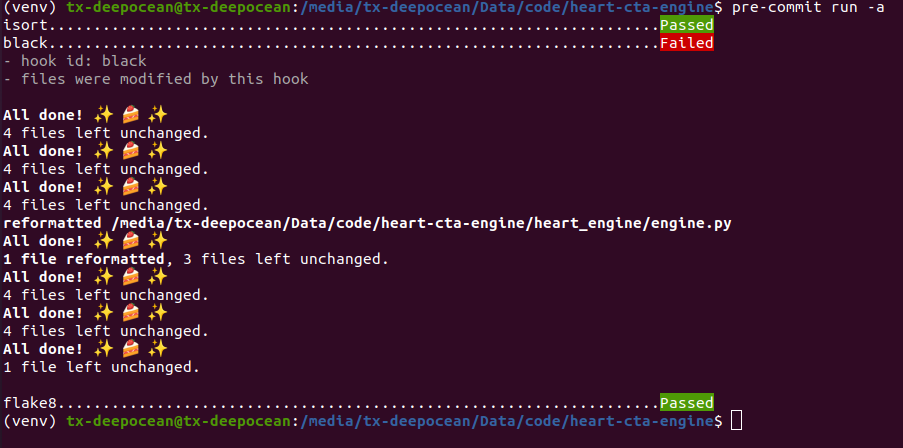 (venv) tx-deepocean@tx-deepocean:/media/tx-deepocean/Data/code/heart-cta-engine$ pre-commit run -a
isort....................................................................Passed
black....................................................................Failed
- hook id: black
- files were modified by this hook

All done! ✨ 🍰 ✨
4 files left unchanged.
All done! ✨ 🍰 ✨
4 files left unchanged.
All done! ✨ 🍰 ✨
4 files left unchanged.
reformatted /media/tx-deepocean/Data/code/heart-cta-engine/heart_engine/engine.py
All done! ✨ 🍰 ✨
1 file reformatted, 3 files left unchanged.
All done! ✨ 🍰 ✨
4 files left unchanged.
All done! ✨ 🍰 ✨
4 files left unchanged.
All done! ✨ 🍰 ✨
1 file left unchanged.

flake8...................................................................Passed
(venv) tx-deepocean@tx-deepocean:/media/tx-deepocean/Data/code/heart-cta-engine$